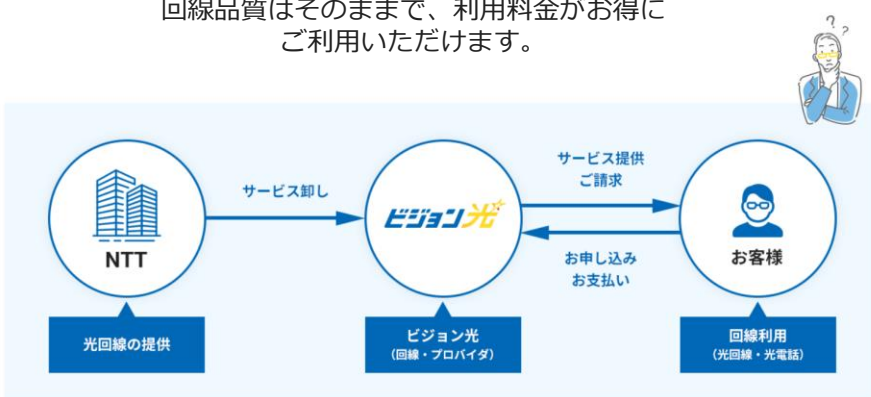 回線品質はそのままで、利用料金がお得に
ご利用いただけます。
? ?
サービス卸し
サービス提供
ご請求
NTT
ビジョン光
お申し込み
お支払い
お客様
光回線の提供
ビジョン光
(回線・プロバイダ)
回線利用
(光回線・光電話)